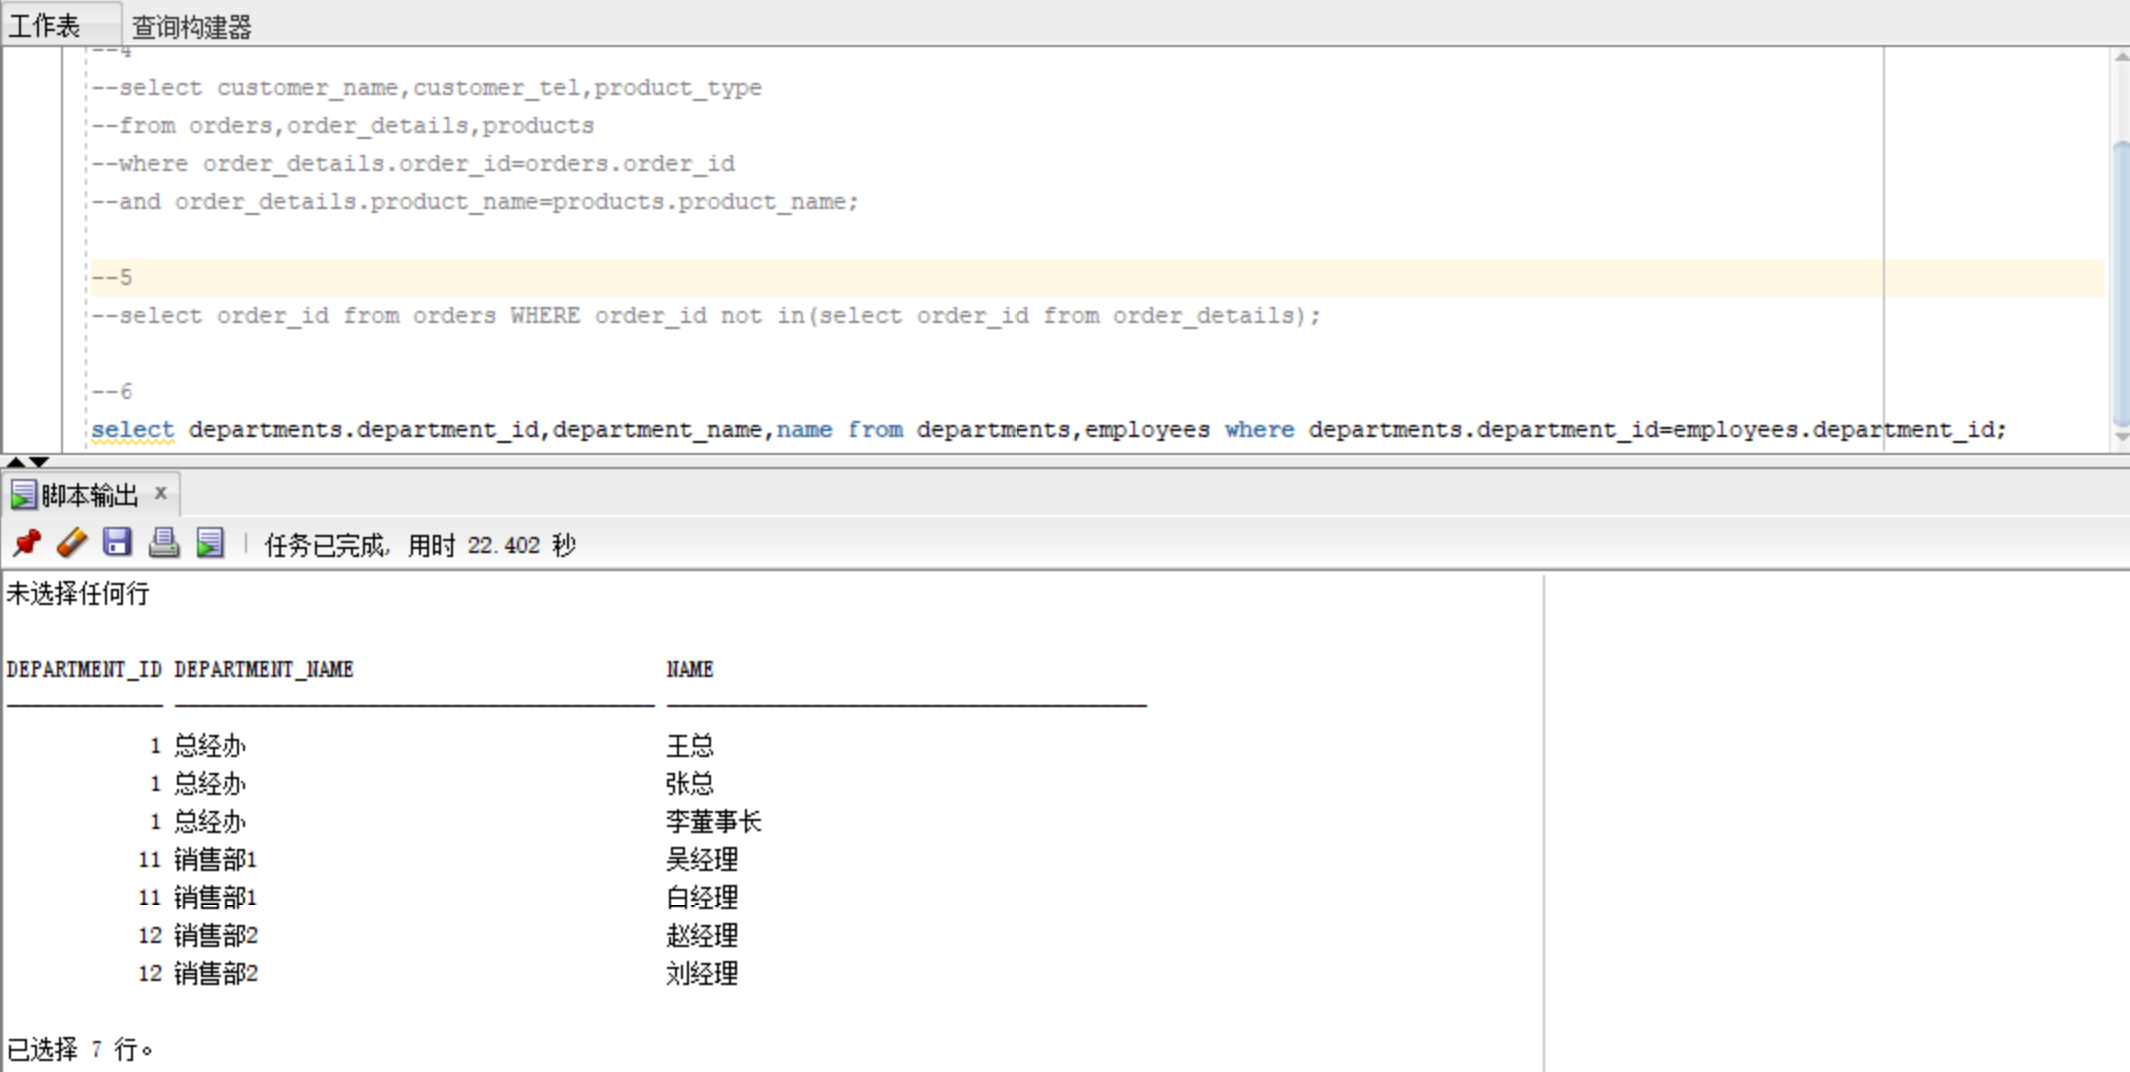 工作表 查询构建器
--4
--select customer_name,customer_tel,product_type
--from orders,order_details,products
--where order_details.order_id=orders.order_id
--and order_details.product_name=products.product_name;
--5
--select order_id from orders WHERE order_id not in(select order_id from order_details);
--6
select departments.department_id,department_name,name from departments,employees where departments.department_id=employees.department_id;
脚本输出 x
任务已完成, 用时 22.402 秒
未选择任何行
DEPARTMENT_ID DEPARTMENT_NAME NAME
1 总经办 王总
1 总经办 张总
1 总经办 李董事长
11 销售部1 吴经理
11 销售部1 白经理
12 销售部2 赵经理
12 销售部2 刘经理
已选择 7 行。